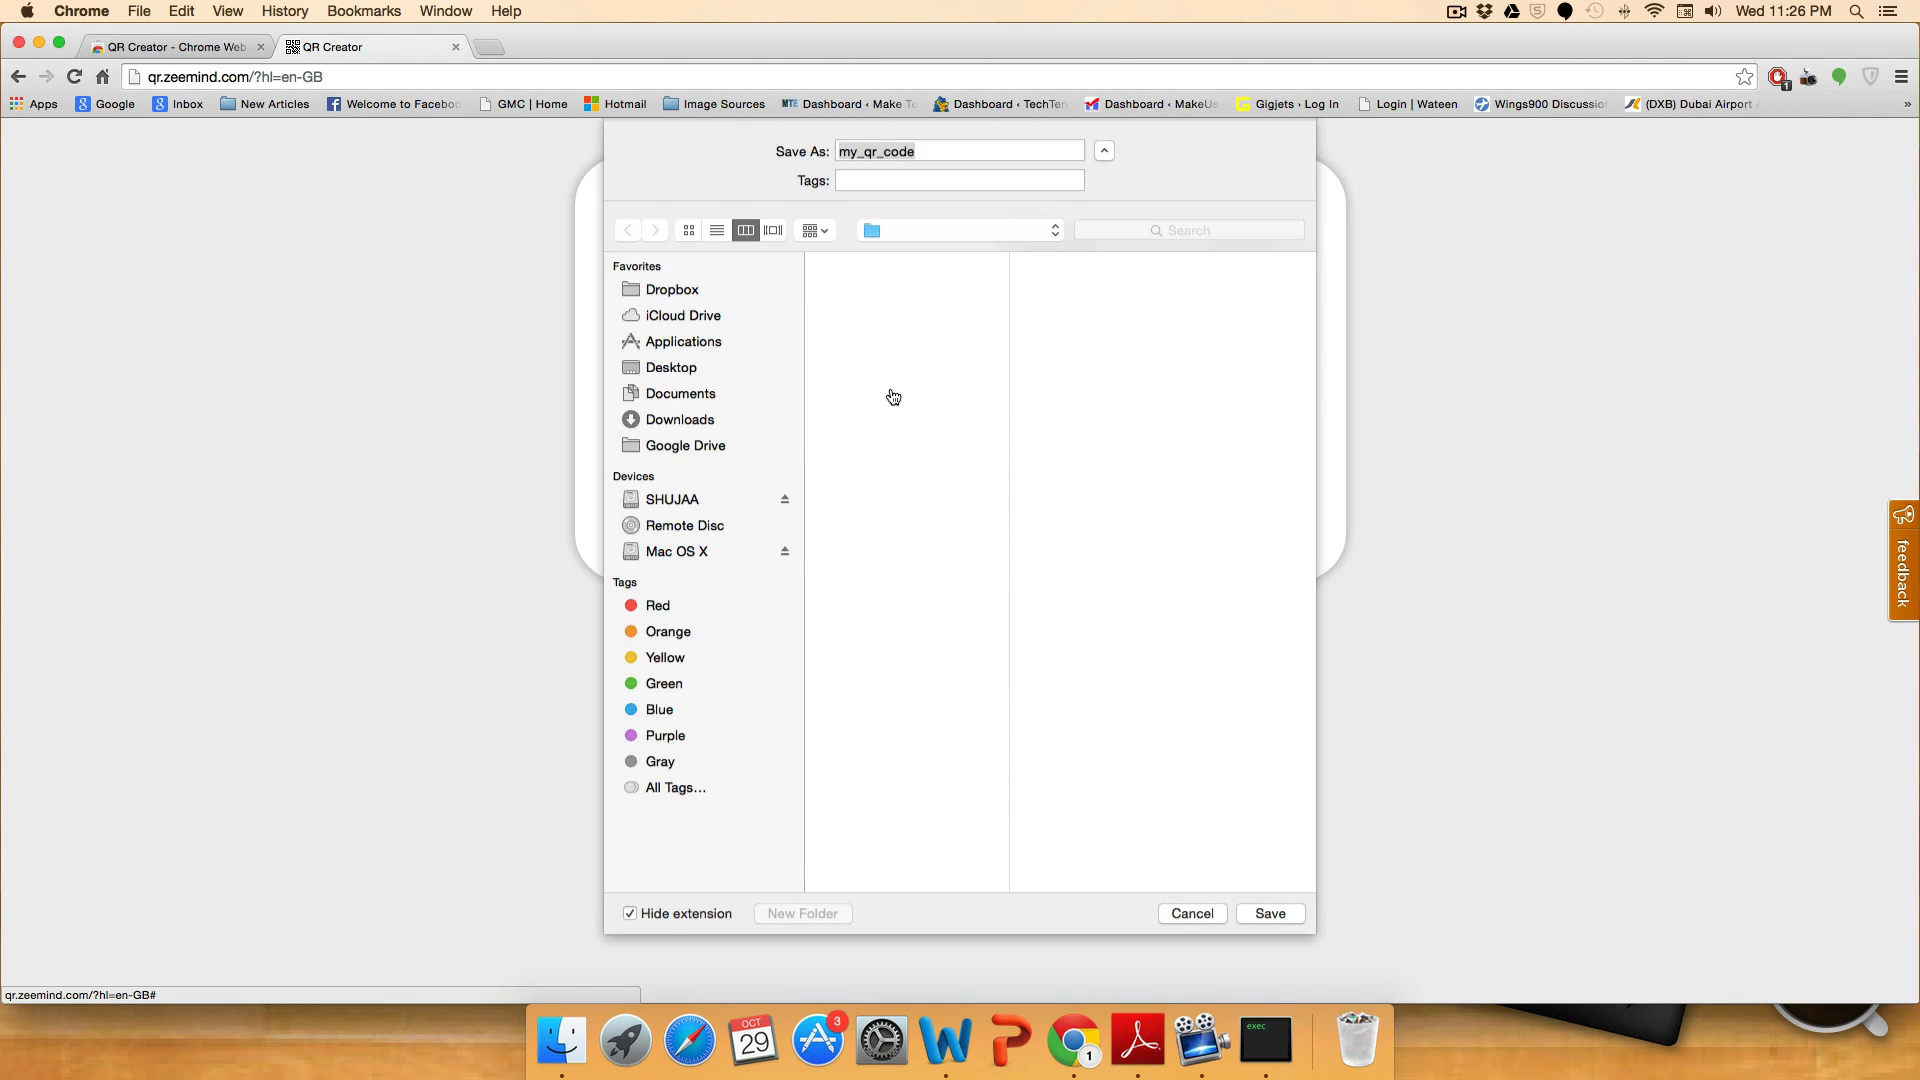 Chrome File Edit View History Bookmarks Window Help Wed 11:26 PM
QR Creator - Chrome Web QR Creator
qr.zeemind.com/?hl=en-GB 1
Apps Google Inbox New Articles Welcome to Facebo GMC | Home Hotmail Image Sources MTE Dashboard ‹ Make Te Dashboard ‹ TechTen Dashboard ‹ MakeUs Gigjets › Log In Login | Wateen Wings900 Discussio (DXB) Dubai Airport »
Save As: my_qr_code
Tags:
Search
Favorites
Dropbox
iCloud Drive
Applications
Desktop
Documents
Downloads
Google Drive
Devices
SHUJAA
Remote Disc
Mac OS X
Tags
Red
Orange
Yellow
Green
Blue
Purple
Gray
All Tags...
Hide extension New Folder Cancel Save
feedback
qr.zeemind.com/?hl=en-GB#
OCT
29
3
W
P
1
exec